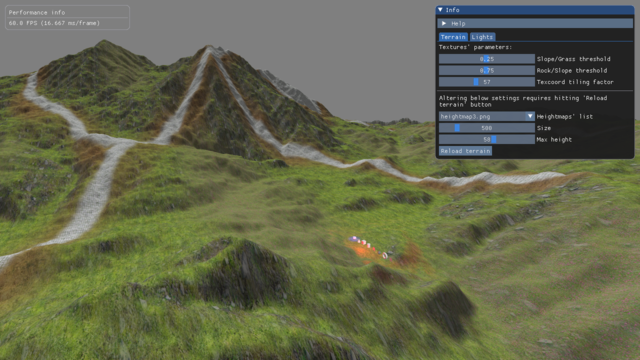 Performance info
60.0 FPS (16.667 ms/frame)
Info
Help
Terrain Lights
Textures' parameters:
0.25 Slope/Grass threshold
0.75 Rock/Slope threshold
57 Texcoord tiling factor
Altering below settings requires hitting 'Reload
terrain' button
heightmap3.png Heightmaps' list
500 Size
50 Max height
Reload terrain